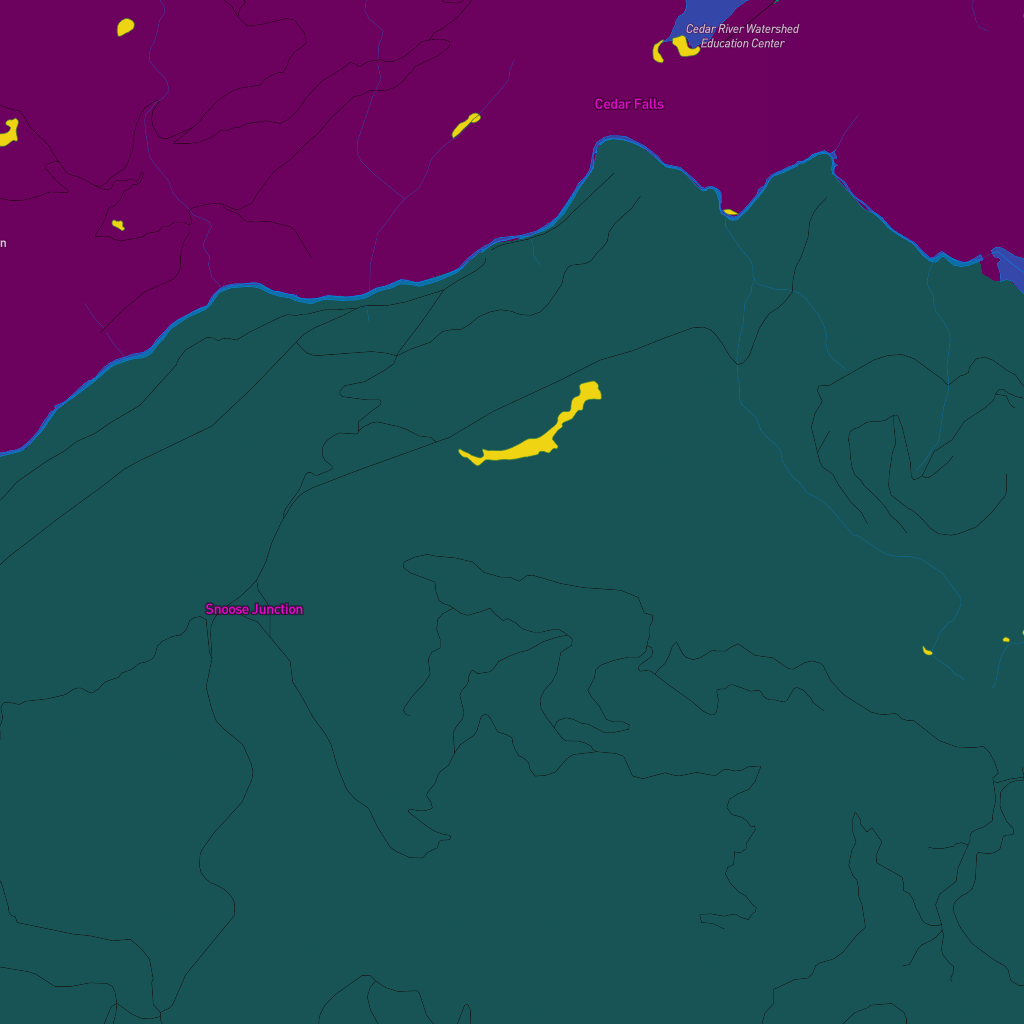 Cedar River Watershed
Education Center
Cedar Falls
n
Snoose Junction